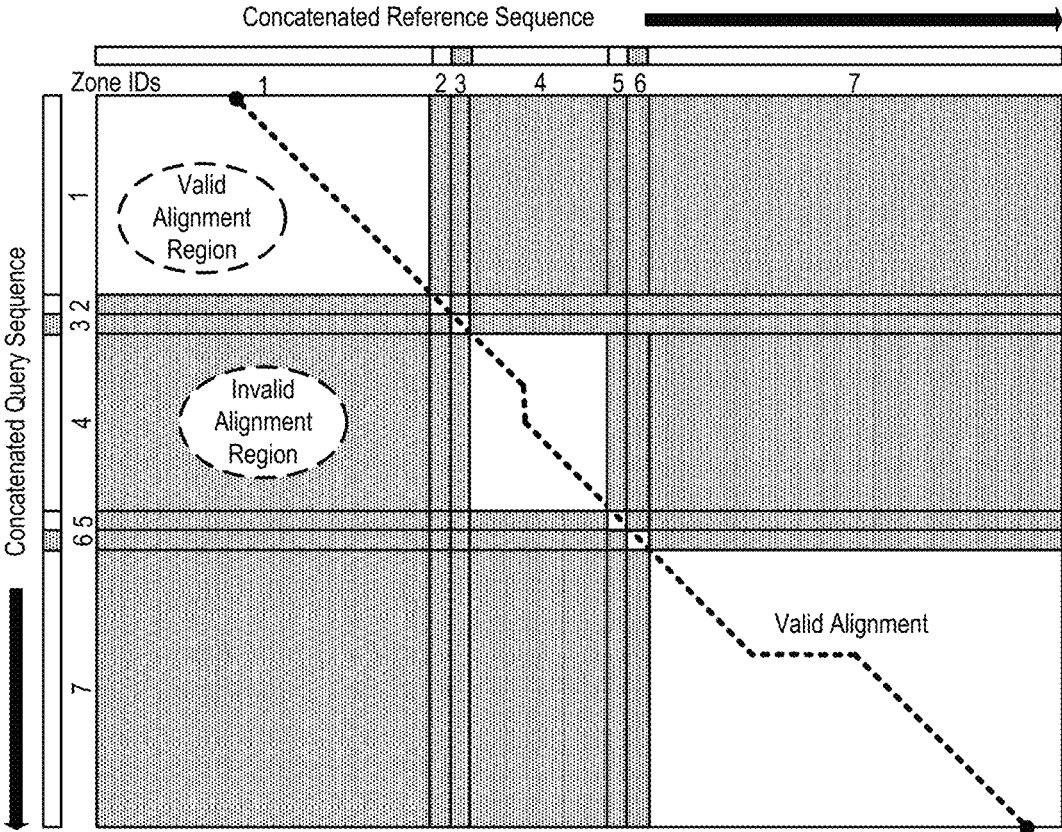 Concatenated Reference Sequence
Zone IDs 1 2 3 4 5 6 7
Concatenated Query Sequence
1
2
3
4
5
6
7
Valid
Alignment
Region
Invalid
Alignment
Region
Valid Alignment